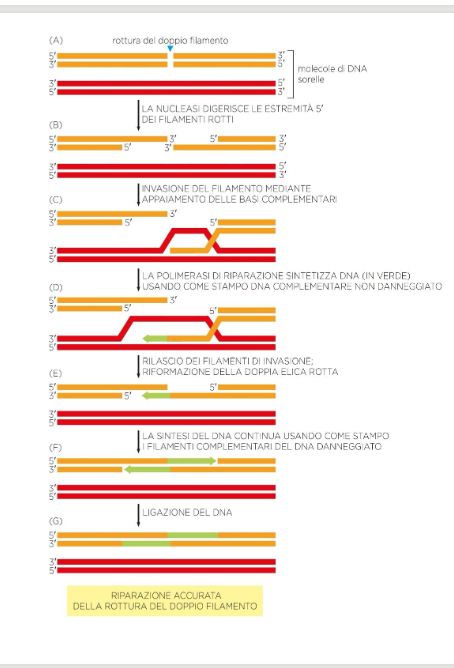 (A)
rottura del doppio filamento
5′ 3′
3′ 5′
molecole di DNA
sorelle
3′ 5′
5′ 3′
LA NUCLEASI DIGERISCE LE ESTREMITÀ 5′
DEI FILAMENTI ROTTI
(B)
5′ 3′ 5′ 3′
3′ 5′ 3′ 5′
3′ 5′
5′ 3′
INVASIONE DEL FILAMENTO MEDIANTE
APPAIAMENTO DELLE BASI COMPLEMENTARI
(C)
5′ 3′
3′ 5′ 5′
3′
5′
LA POLIMERASI DI RIPARAZIONE SINTETIZZA DNA (IN VERDE)
USANDO COME STAMPO DNA COMPLEMENTARE NON DANNEGGIATO
(D)
5′ 3′
3′ 5′ 5′
3′
5′
RILASCIO DEI FILAMENTI DI INVASIONE;
RIFORMAZIONE DELLA DOPPIA ELICA ROTTA
(E)
5′ 5′
3′ 5′
3′
5′
LA SINTESI DEL DNA CONTINUA USANDO COME STAMPO
I FILAMENTI COMPLEMENTARI DEL DNA DANNEGGIATO
(F)
5′
3′
3′
5′
LIGAZIONE DEL DNA
(G)
5′
3′
3′
5′
RIPARAZIONE ACCURATA
DELLA ROTTURA DEL DOPPIO FILAMENTO